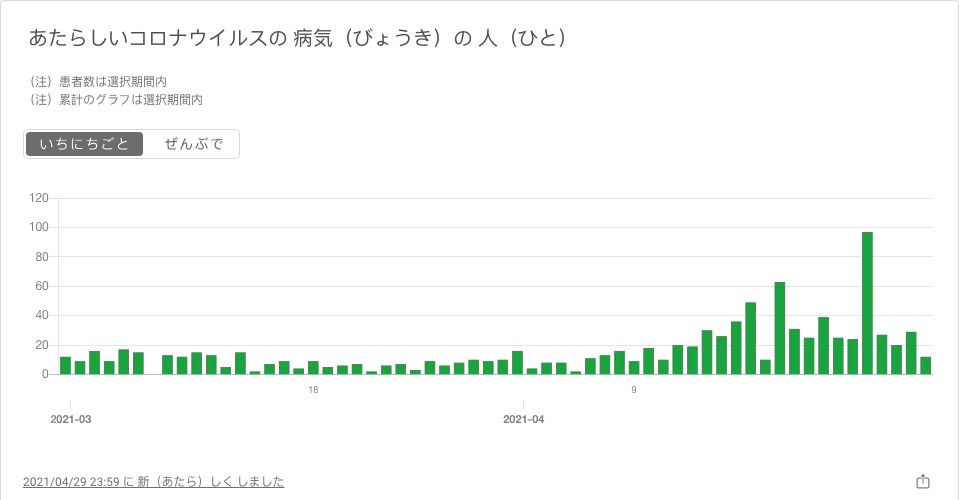 あたらしいコロナウイルスの 病気（びょうき）の 人（ひと）
（注）患者数は選択期間内
（注）累計のグラフは選択期間内
いちにちごと ぜんぶで
120
100
80
60
40
20
0
18 9
2021-03 2021-04
2021/04/29 23:59 に 新（あたら）しく しました